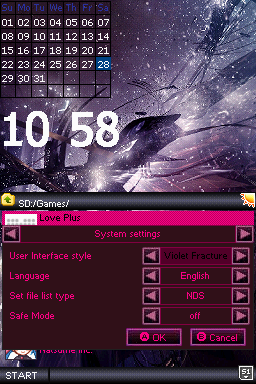 Su Mo Tu We Th Fr Sa
01 02 03 04 05 06 07
08 09 10 11 12 13 14
15 16 17 18 19 20 21
22 23 24 25 26 27 28
29 30 31
10 58
SD:/Games/
Love Plus
System settings
User Interface style Violet Fracture
Language English
Set file list type NDS
Safe Mode off
A OK B Cancel
Natsume Inc.
START S1